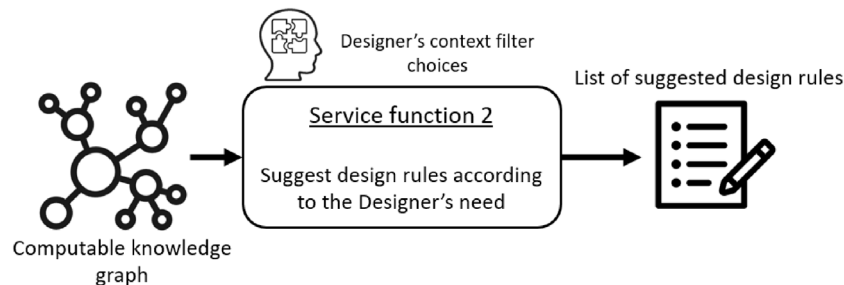 Designer's context filter
choices
List of suggested design rules
Service function 2
Suggest design rules according
to the Designer's need
Computable knowledge
graph